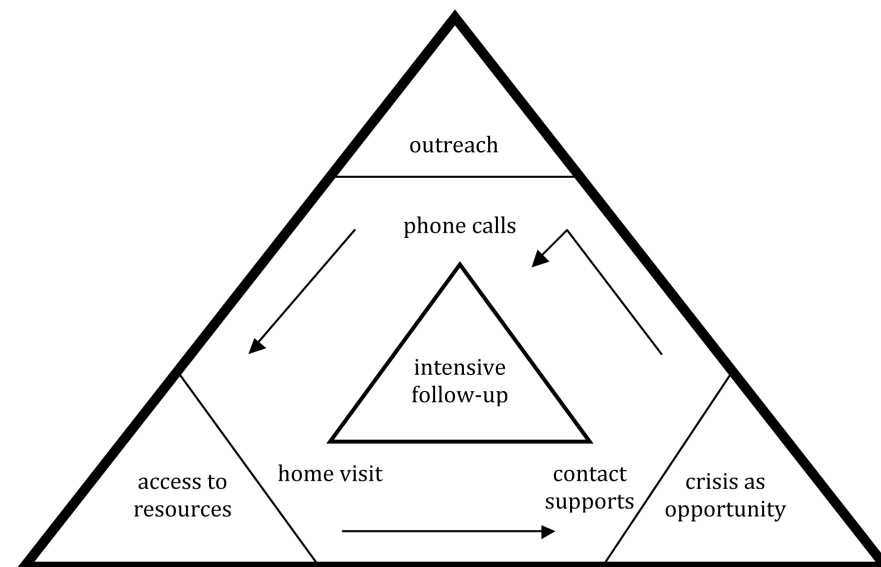 outreach
phone calls
intensive
follow-up
home visit
contact
supports
access to
resources
crisis as
opportunity